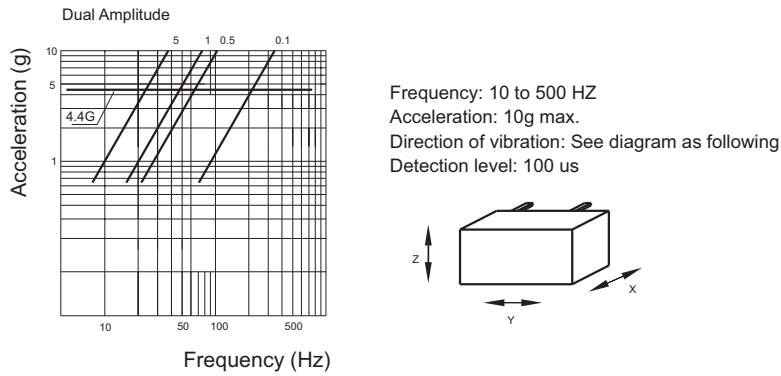 Dual Amplitude
5 1 0.5 0.1
10
5
4.4G
1
Acceleration (g)
10 50 100 500
Frequency (Hz)
Frequency: 10 to 500 HZ
Acceleration: 10g max.
Direction of vibration: See diagram as following
Detection level: 100 us
Z
X
Y